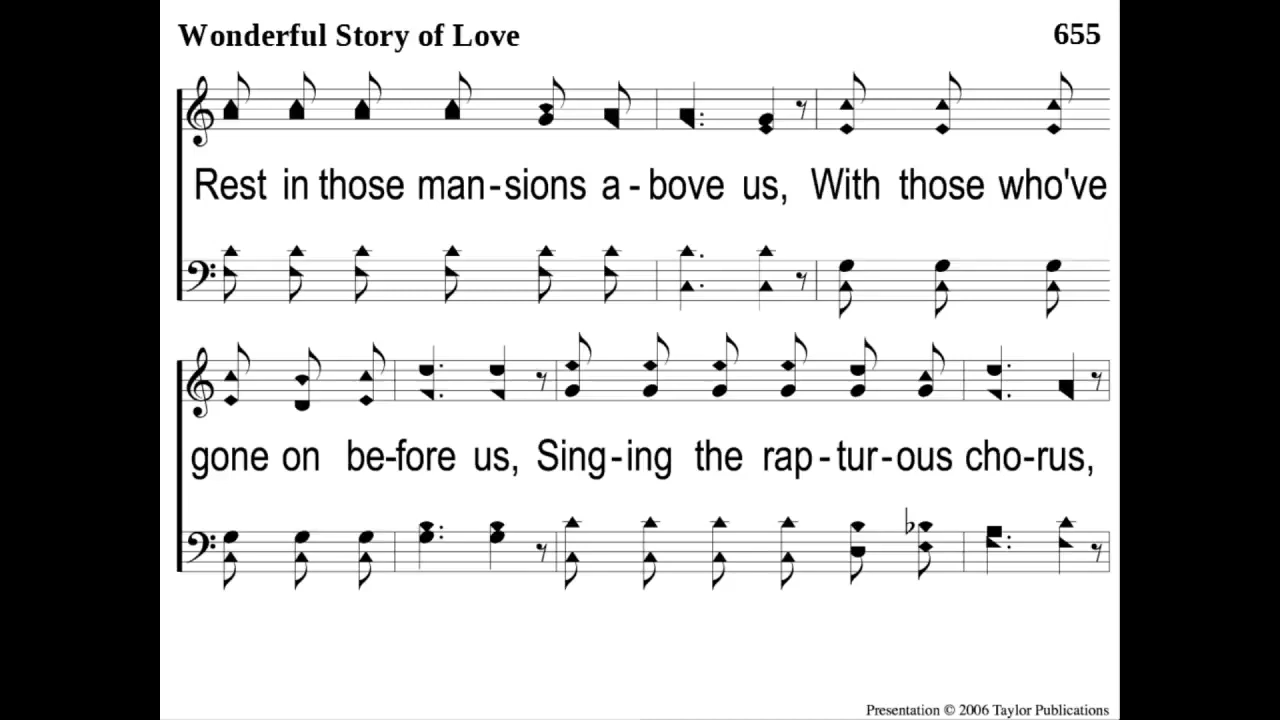 Wonderful Story of Love 655
Rest in those man-sions a-bove us, With those who've
gone on be-fore us, Sing-ing the rap-tur-ous cho-rus,
Presentation © 2006 Taylor Publications